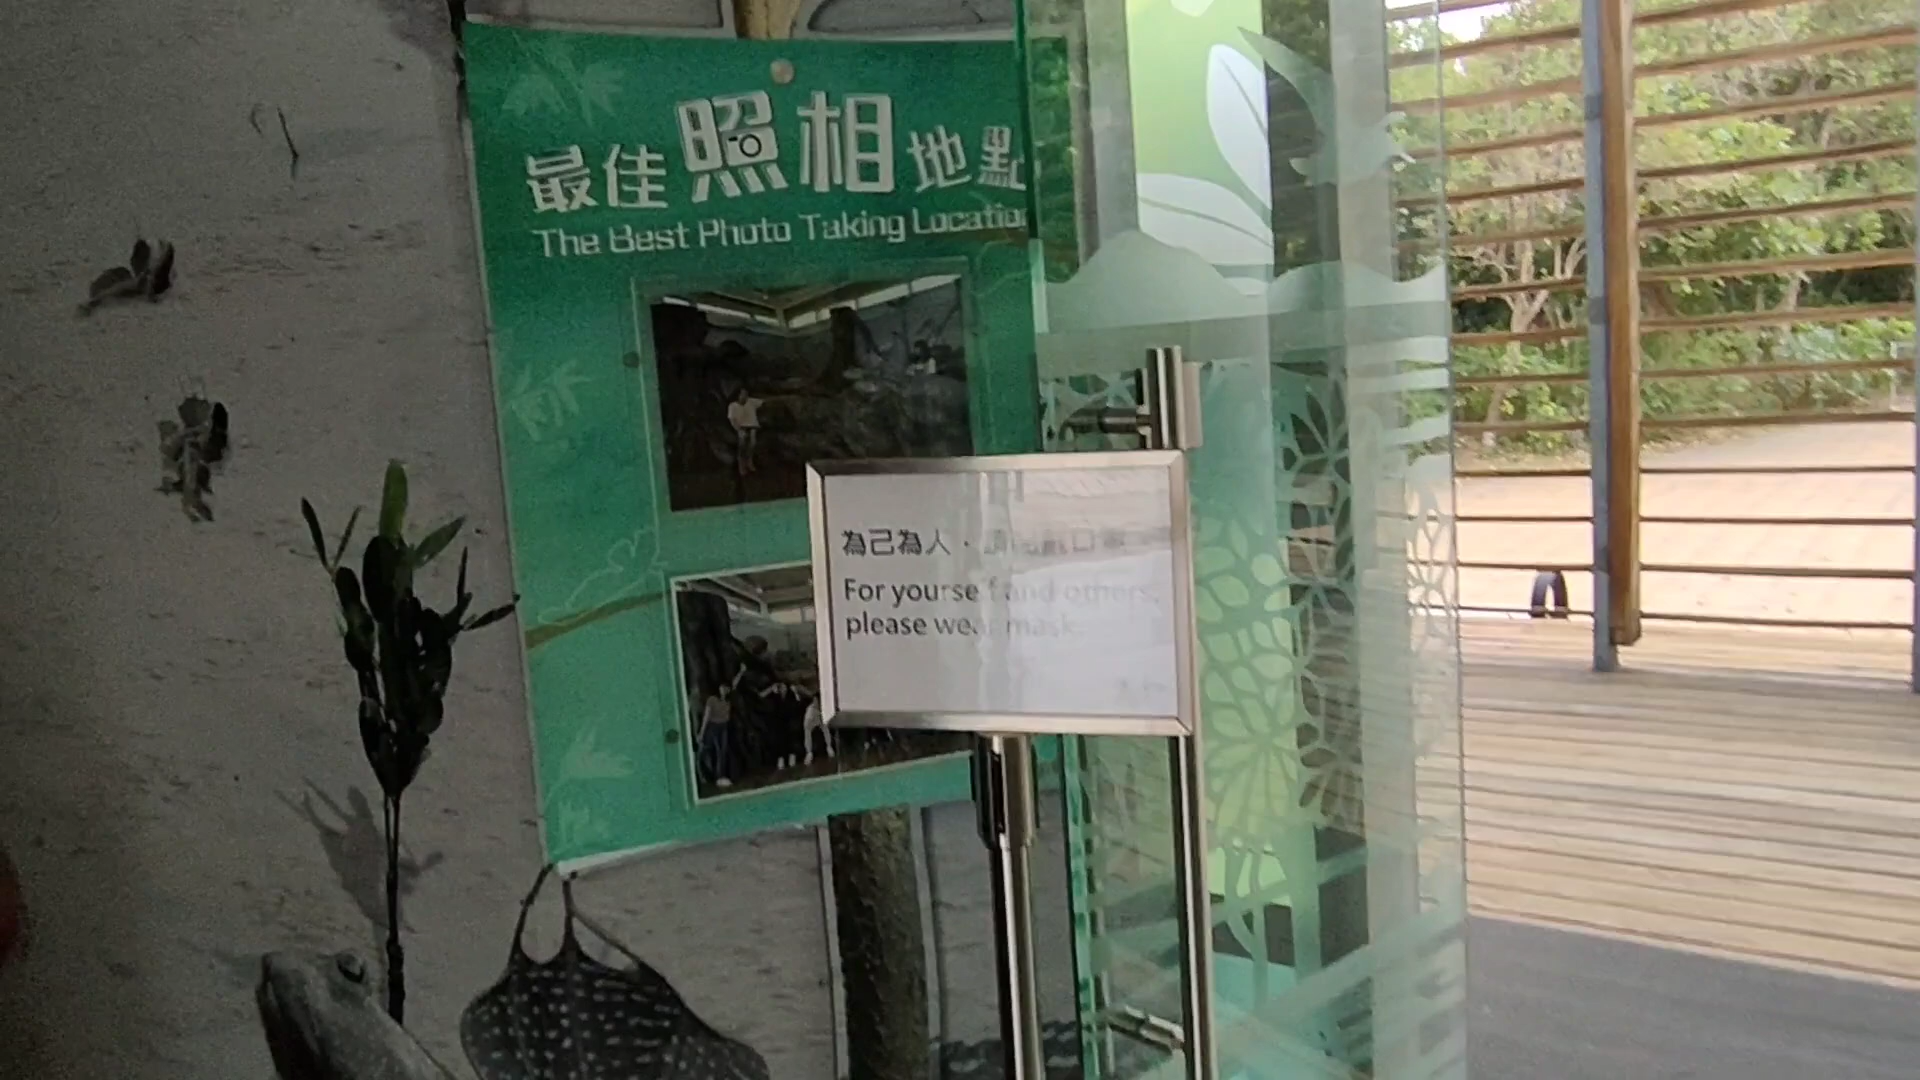 最佳照相地點
The Best Photo Taking Location
為己為人，請配戴口罩
For yourself and others,
please wear mask.